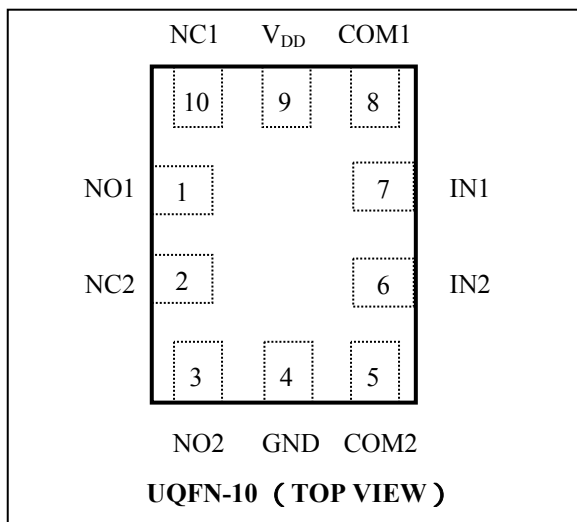 NC1 VDD COM1
10 9 8
NO1 1 7 IN1
NC2 2 6 IN2
3 4 5
NO2 GND COM2
UQFN-10 ( TOP VIEW )